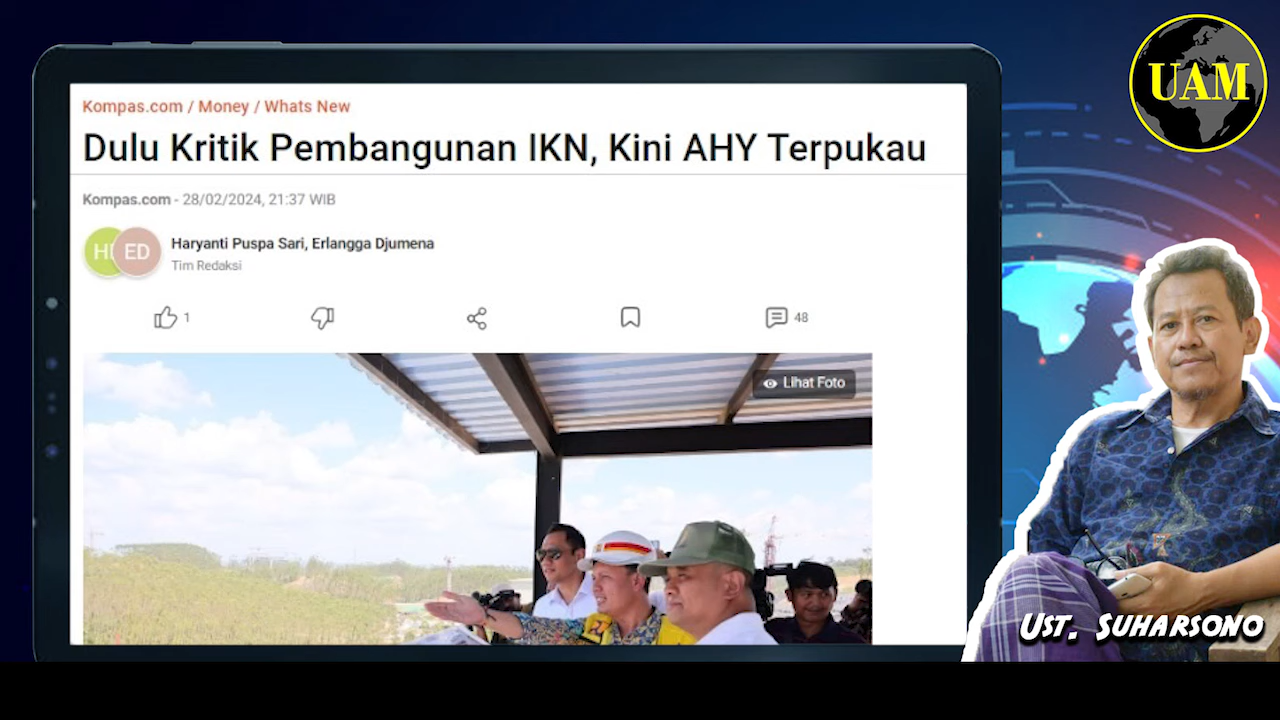 Kompas.com / Money / Whats New
Dulu Kritik Pembangunan IKN, Kini AHY Terpukau
Kompas.com - 28/02/2024, 21:37 WIB
ED
Haryanti Puspa Sari, Erlangga Djumena
Tim Redaksi
1
48
Lihat Foto
UAM
UST. SUHARSONO